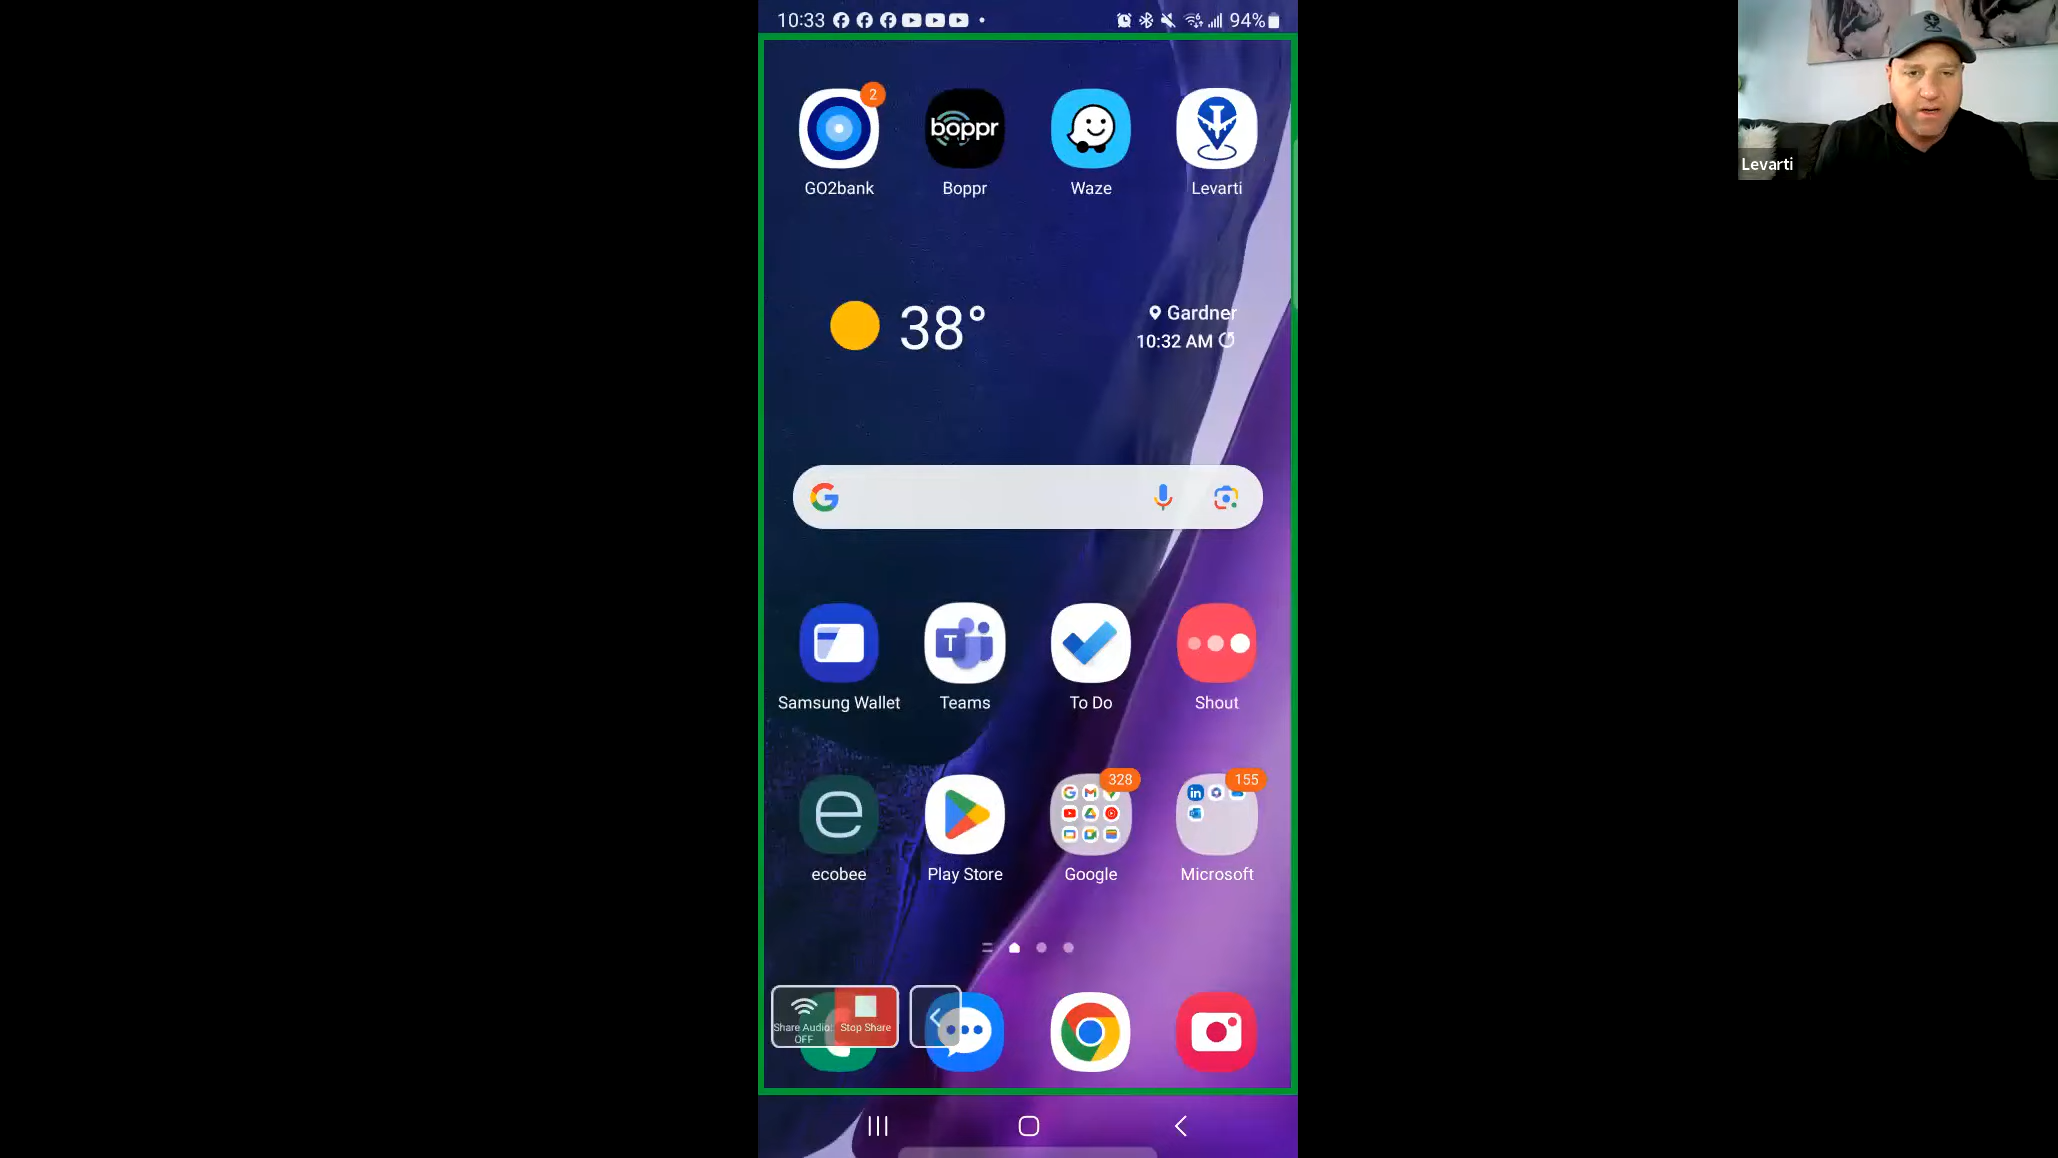 10:33
94%
2
boppr
GO2bank
Boppr
Waze
Levarti
Levarti
38°
Gardner
10:32 AM
Samsung Wallet
Teams
To Do
Shout
328
155
ecobee
Play Store
Google
Microsoft
Share Audio:
OFF
Stop Share